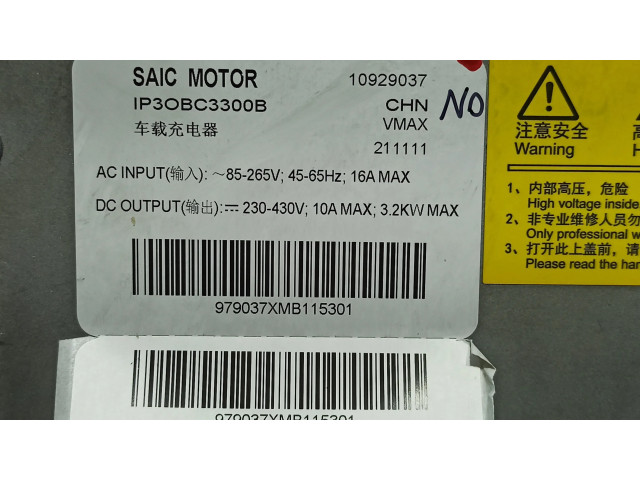 SAIC MOTOR 10929037
IP3OBC3300B CHN NO
车载充电器 VMAX
211111
AC INPUT(输入): ～85-265V; 45-65Hz; 16A MAX
DC OUTPUT(输出): ⎓ 230-430V; 10A MAX; 3.2KW MAX
979037XMB115301
979037XMB115301
注意安全
Warning
1、内部高压，危险
High voltage inside.
2、非专业维修人员勿
Only professional w
3、打开此上盖前，请
Please read the han